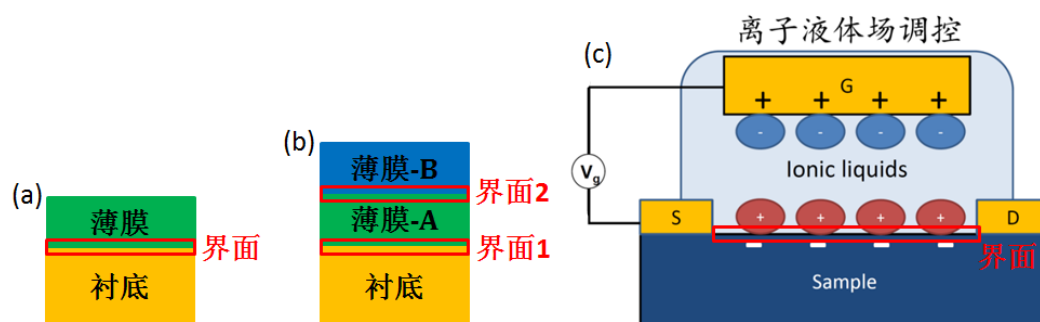 (a)
薄膜
界面
衬底
(b)
薄膜-B
界面2
薄膜-A
界面1
衬底
离子液体场调控
(c)
G
+ + + +
- - - -
Ionic liquids
Vg
S
+ + + +
D
界面
Sample